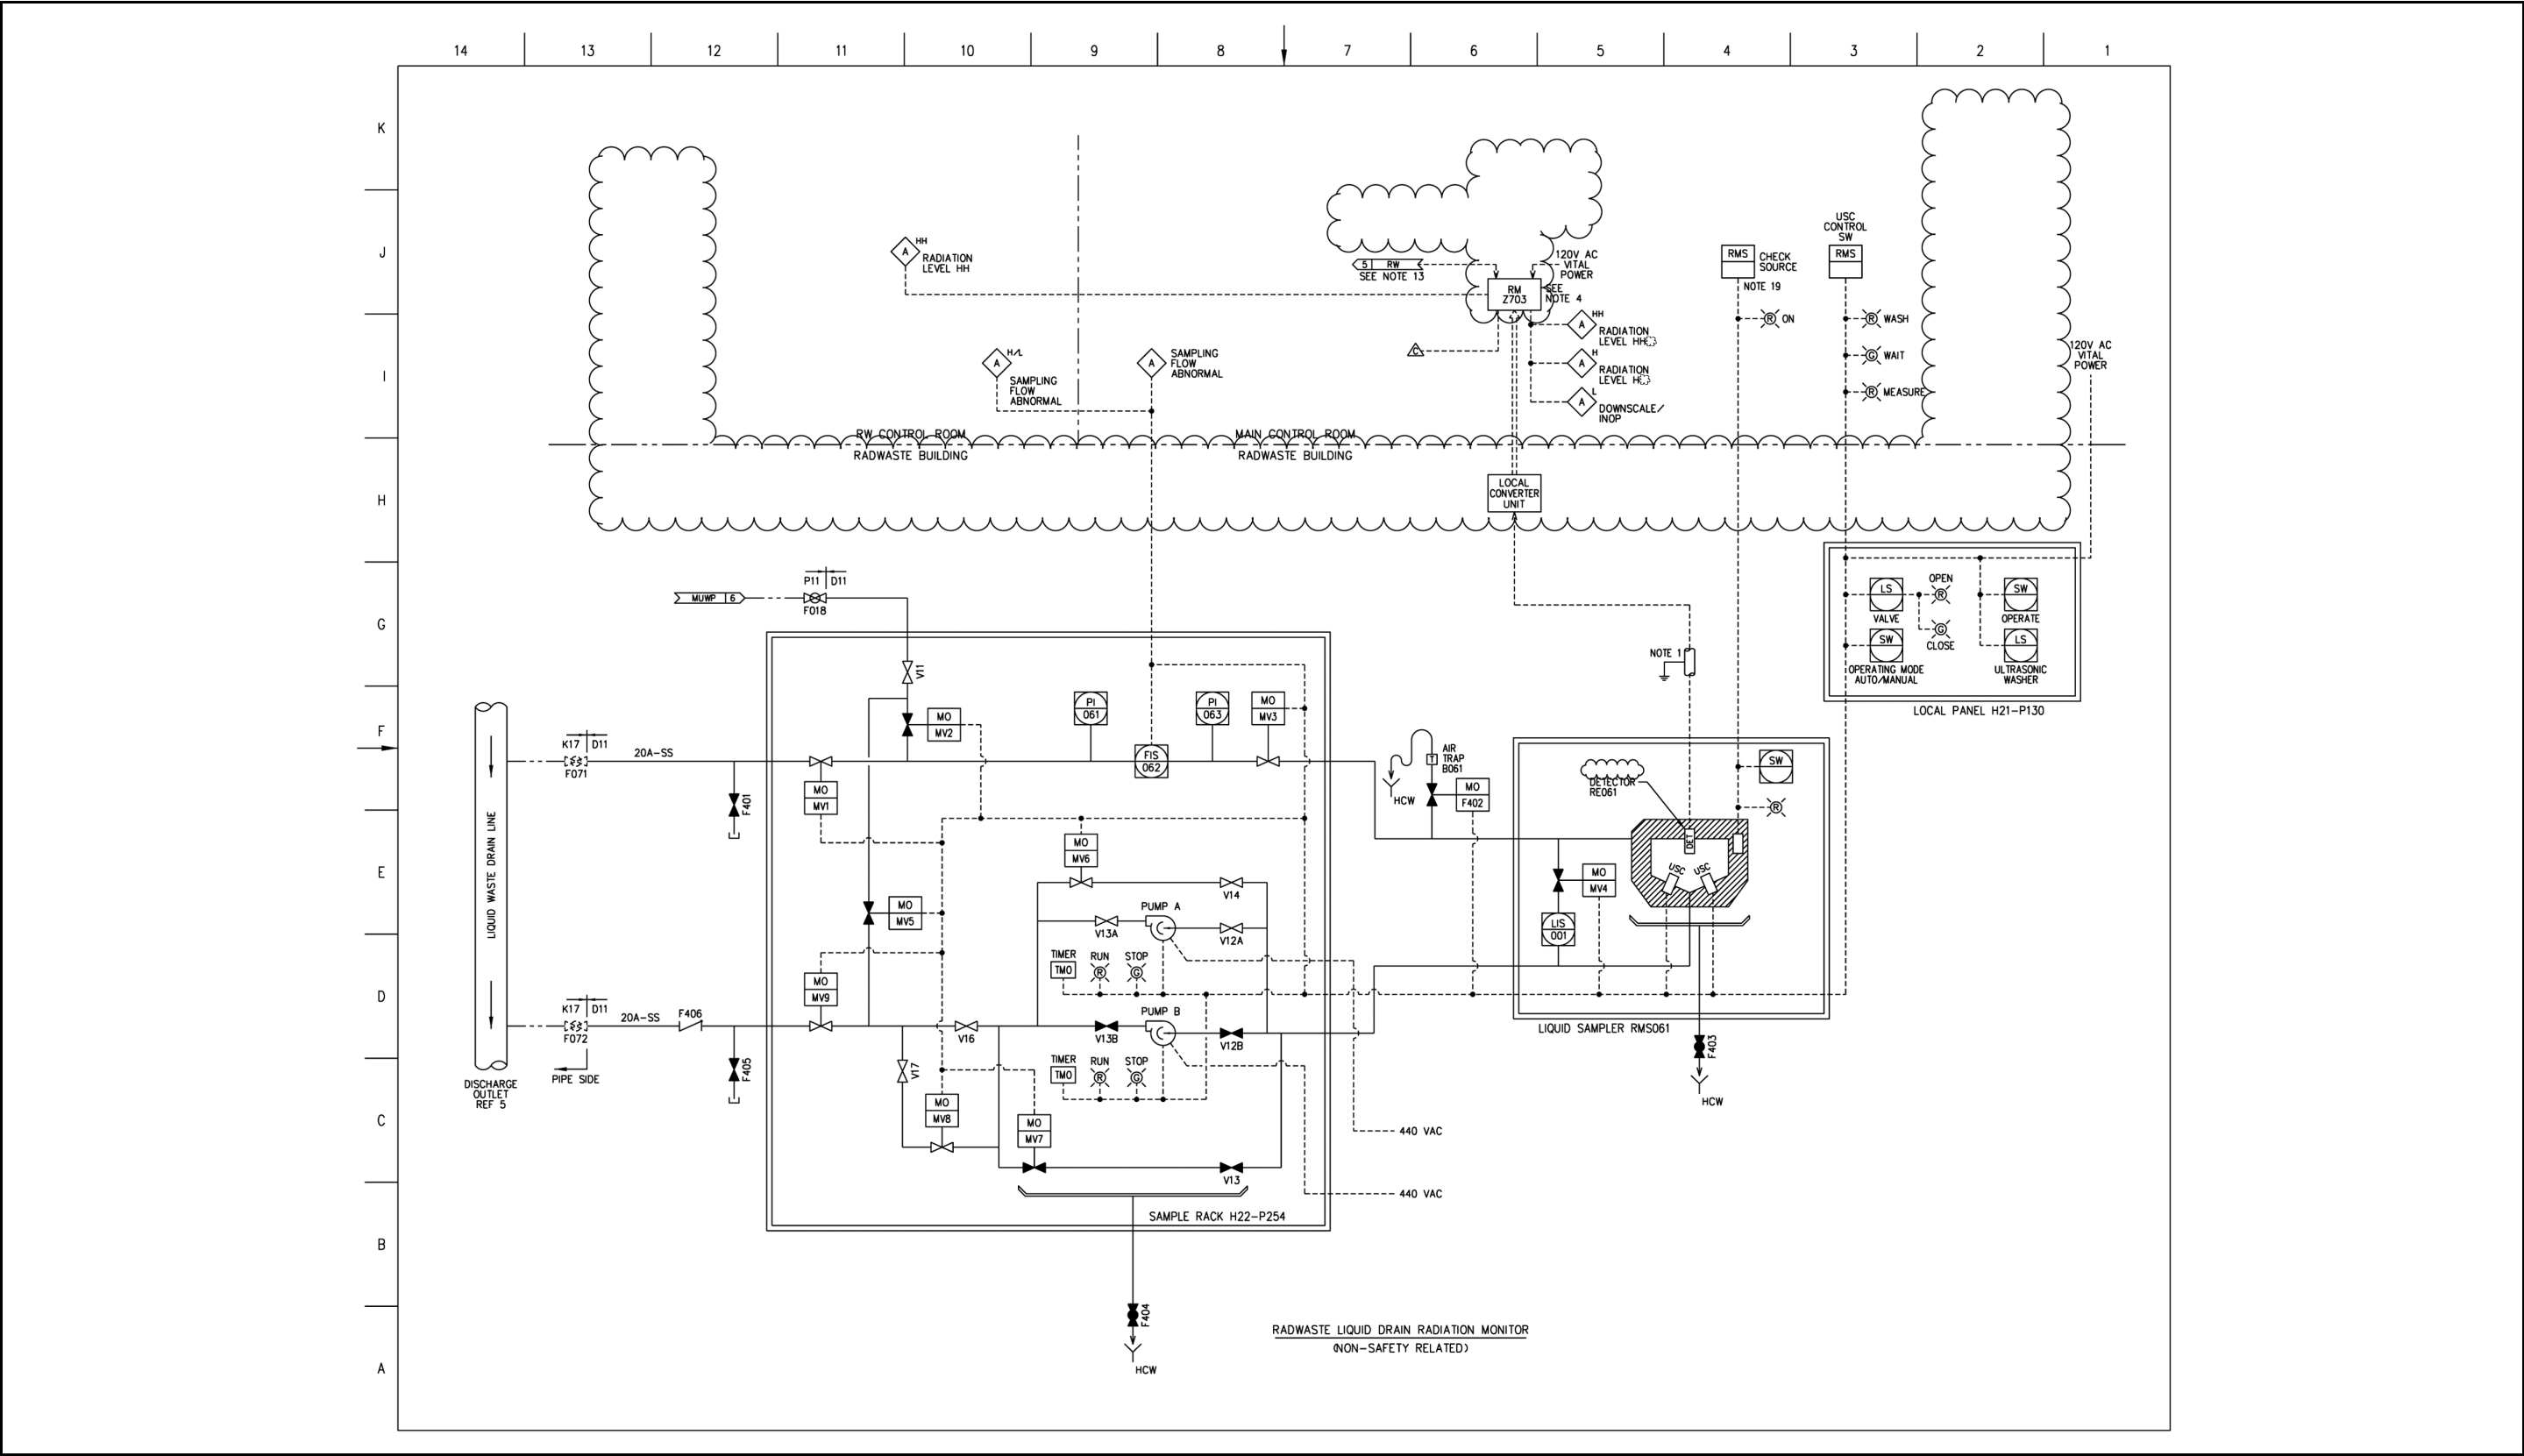 14 13 12 11 10 9 8 7 6 5 4 3 2 1
K
J
I
H
G
F
E
D
C
B
A
A HH
RADIATION
LEVEL HH
5 RW
SEE NOTE 13
120V AC
VITAL
POWER
RM
Z703
SEE
NOTE 4
RMS
CHECK
SOURCE
NOTE 19
R ON
USC
CONTROL
SW
RMS
R WASH
G WAIT
R MEASURE
120V AC
VITAL
POWER
A H/L
SAMPLING
FLOW
ABNORMAL
A
SAMPLING
FLOW
ABNORMAL
C
A HH
RADIATION
LEVEL HH
A H
RADIATION
LEVEL H
A L
DOWNSCALE/
INOP
RW CONTROL ROOM
RADWASTE BUILDING
MAIN CONTROL ROOM
RADWASTE BUILDING
LOCAL
CONVERTER
UNIT
MUWP 6
P11 D11
F018
V11
LS
VALVE
OPEN
R
G
CLOSE
SW
OPERATE
SW
OPERATING MODE
AUTO/MANUAL
LS
ULTRASONIC
WASHER
LOCAL PANEL H21-P130
NOTE 1
LIQUID WASTE DRAIN LINE
K17 D11
F071
20A-SS
F401
MO
MV1
MO
MV2
PI
061
FIS
062
PI
063
MO
MV3
HCW
T
AIR
TRAP
B061
MO
F402
DETECTOR
RE061
SW
R
DET
USC
USC
MO
MV4
LIS
001
LIQUID SAMPLER RMS061
F403
HCW
MO
MV6
V14
MO
MV5
PUMP A
V13A
V12A
TIMER
TMO
RUN
R
STOP
G
MO
MV9
K17 D11
F072
PIPE SIDE
20A-SS
F406
F405
DISCHARGE
OUTLET
REF 5
V16
V17
PUMP B
V13B
V12B
TIMER
TMO
RUN
R
STOP
G
MO
MV8
MO
MV7
V13
440 VAC
440 VAC
SAMPLE RACK H22-P254
F404
HCW
RADWASTE LIQUID DRAIN RADIATION MONITOR
(NON-SAFETY RELATED)